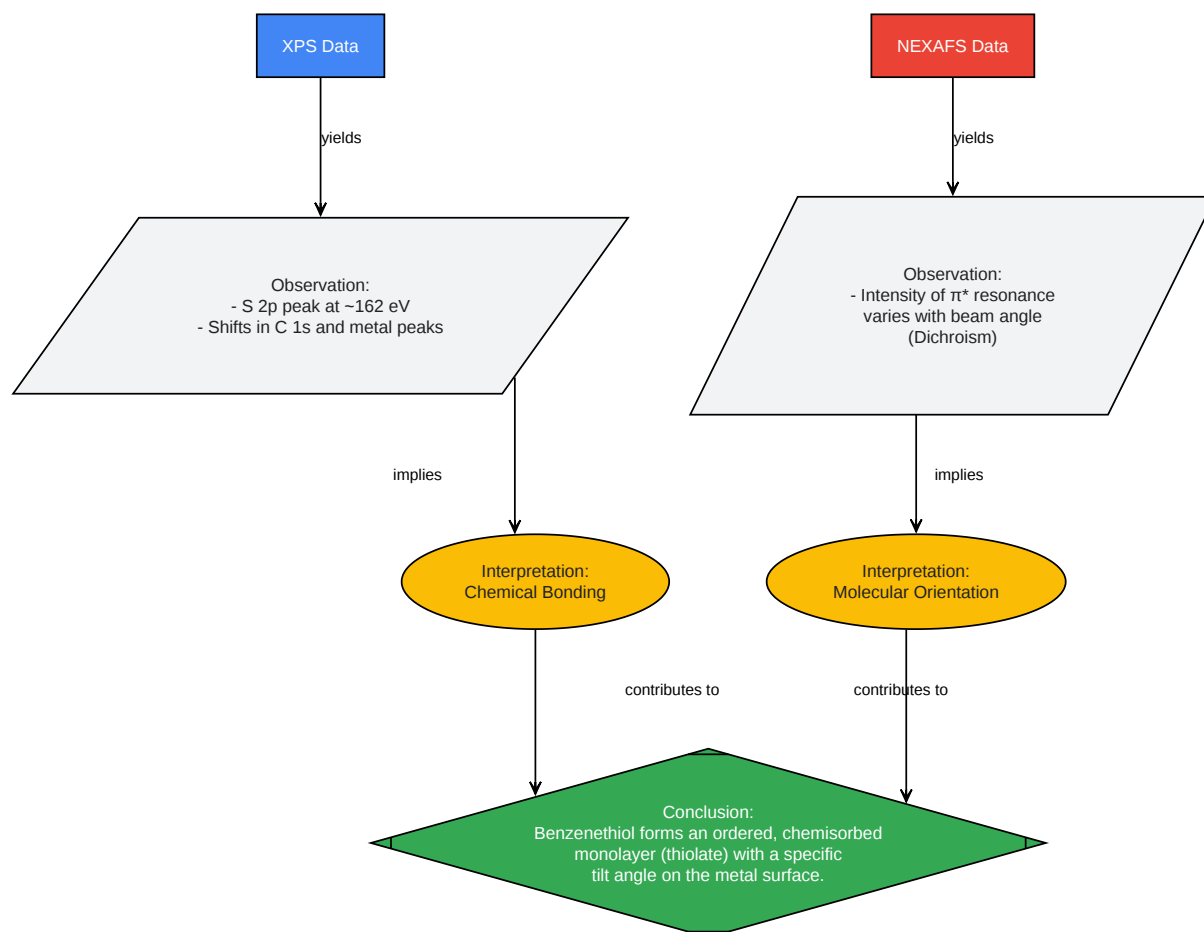 XPS Data
NEXAFS Data
yields
yields
Observation:
- S 2p peak at ~162 eV
- Shifts in C 1s and metal peaks
Observation:
- Intensity of π* resonance
varies with beam angle
(Dichroism)
implies
implies
Interpretation:
Chemical Bonding
Interpretation:
Molecular Orientation
contributes to
contributes to
Conclusion:
Benzenethiol forms an ordered, chemisorbed
monolayer (thiolate) with a specific
tilt angle on the metal surface.